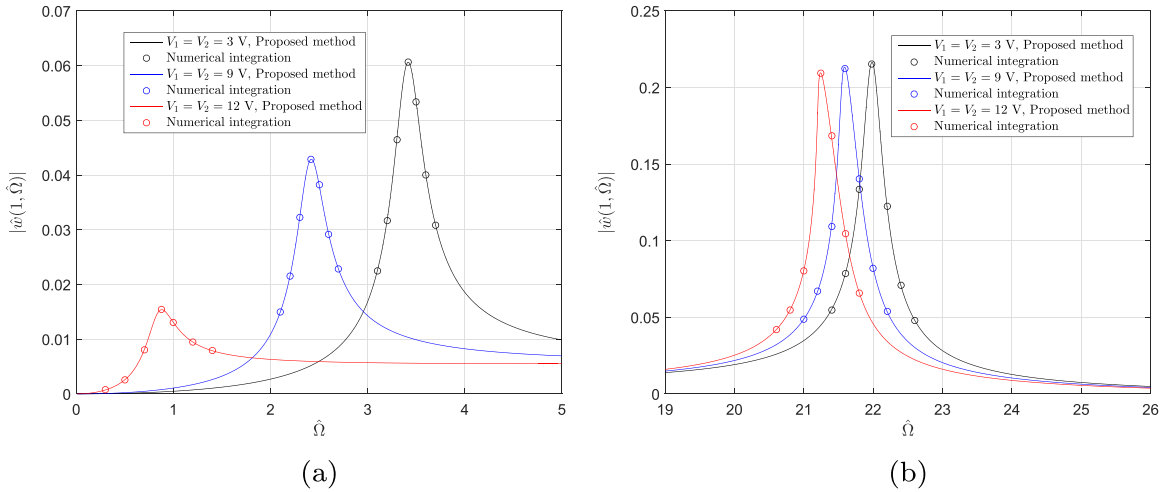 0.07
0.06
0.05
0.04
0.03
0.02
0.01
0
|ŵ(1, Ω̂)|
V₁ = V₂ = 3 V, Proposed method
Numerical integration
V₁ = V₂ = 9 V, Proposed method
Numerical integration
V₁ = V₂ = 12 V, Proposed method
Numerical integration
0 1 2 3 4 5
Ω̂
(a)
0.25
0.2
0.15
0.1
0.05
0
|ŵ(1, Ω̂)|
V₁ = V₂ = 3 V, Proposed method
Numerical integration
V₁ = V₂ = 9 V, Proposed method
Numerical integration
V₁ = V₂ = 12 V, Proposed method
Numerical integration
19 20 21 22 23 24 25 26
Ω̂
(b)